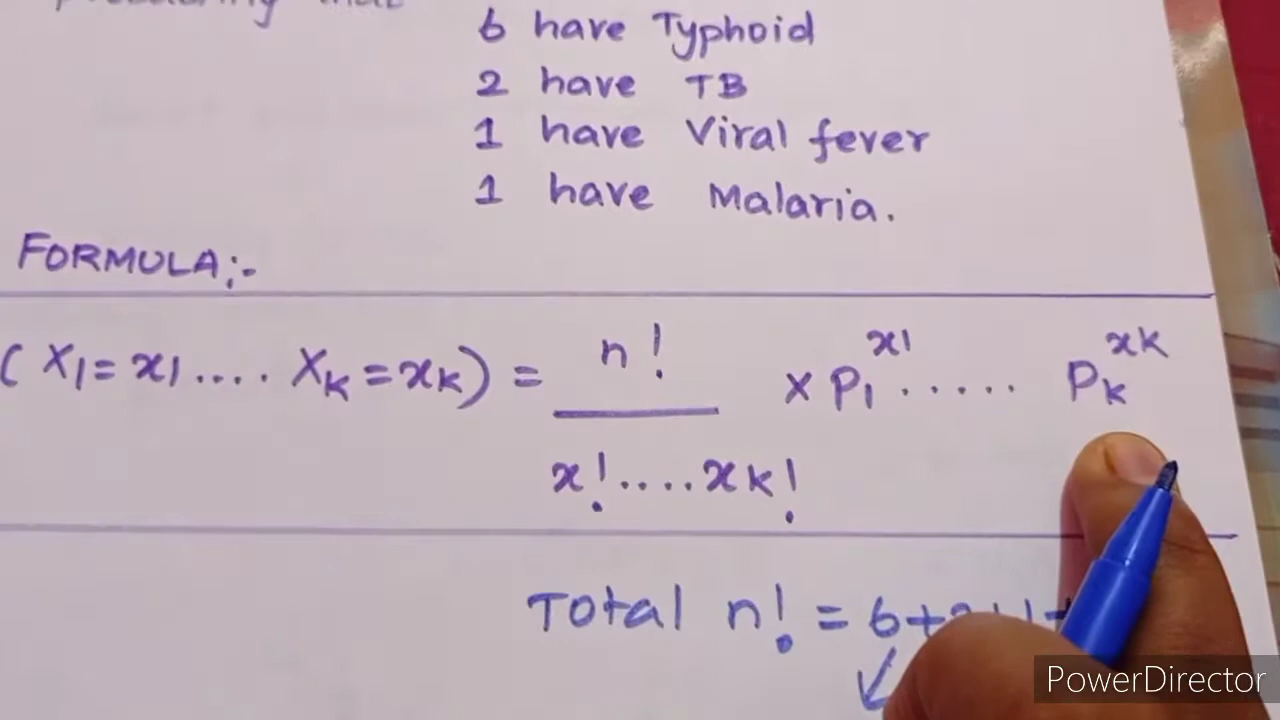 6 have Typhoid
2 have TB
1 have Viral fever
1 have Malaria.
FORMULA:-
( X1 = x1 .... Xk = xk ) = n! / x! .... xk! × P1^x1 ..... Pk^xk
Total n! = 6+
PowerDirector